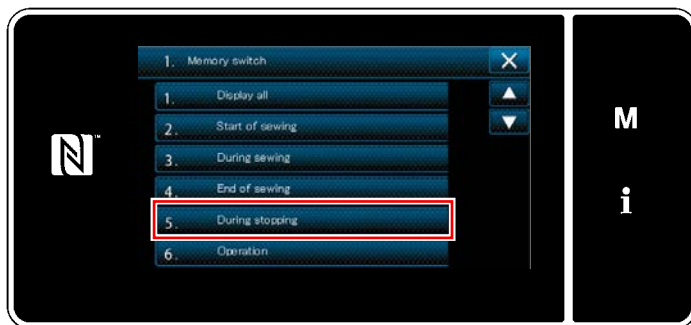 1. Memory switch
1. Display all
2. Start of sewing
3. During sewing
4. End of sewing
5. During stopping
6. Operation
M
i